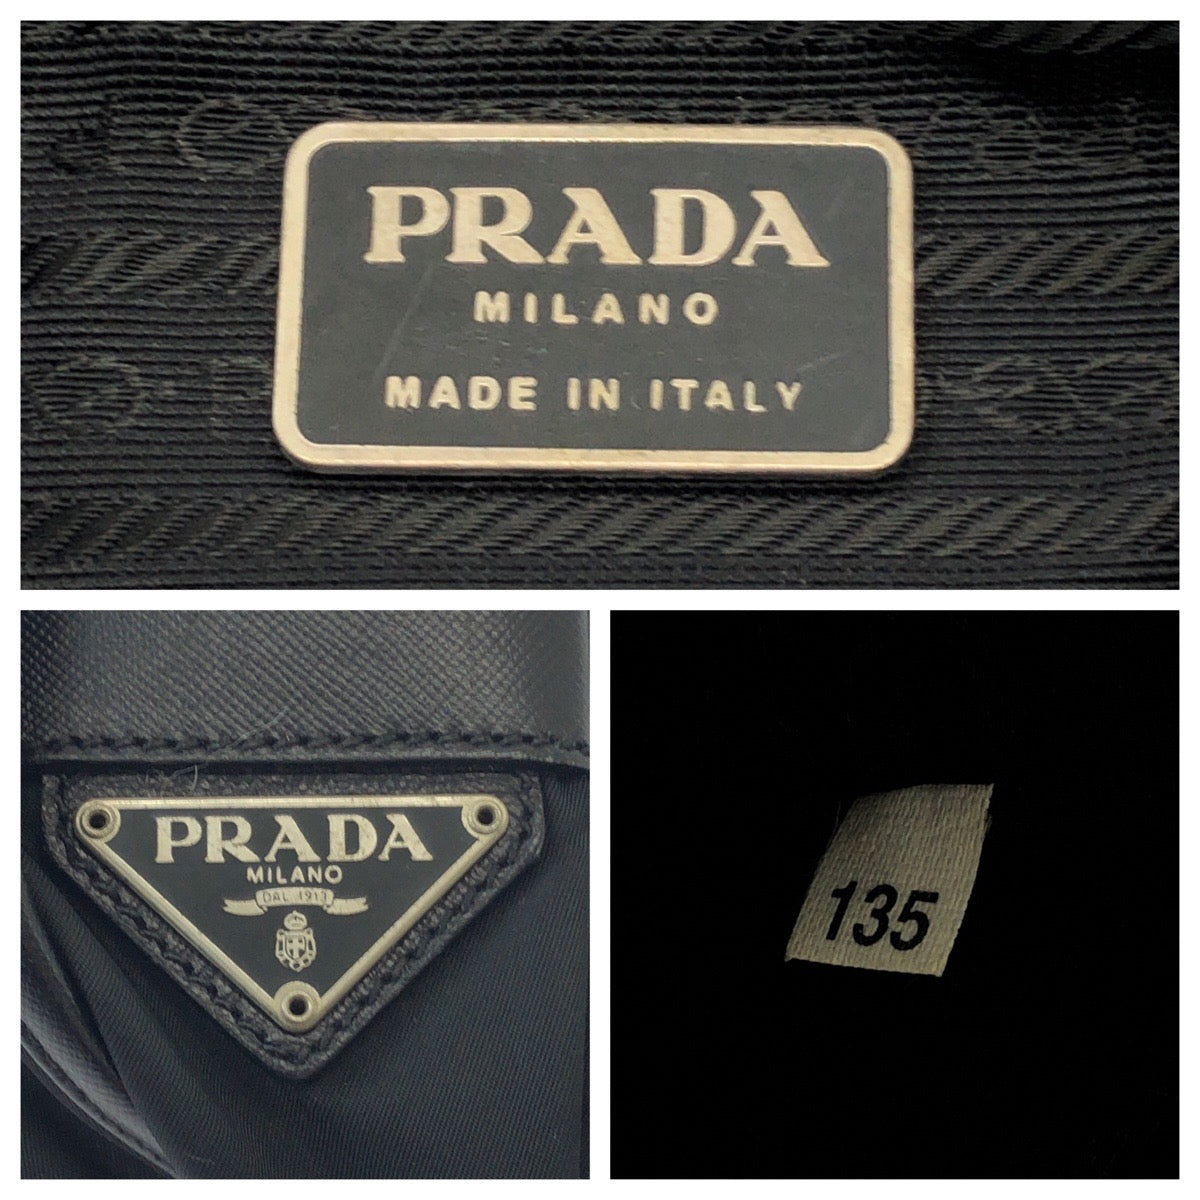 PRADA
MILANO
MADE IN ITALY
PRADA
MILANO
DAL 1913
135